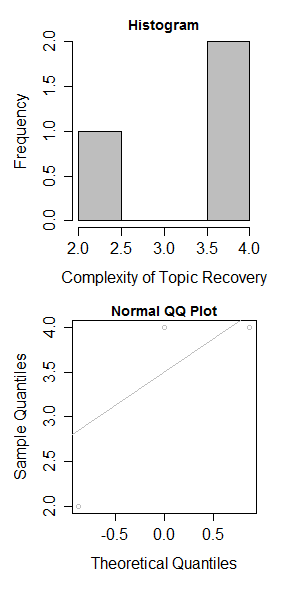 Histogram
Frequency
2.0
1.5
1.0
0.5
0.0
2.0 2.5 3.0 3.5 4.0
Complexity of Topic Recovery
Normal QQ Plot
Sample Quantiles
4.0
3.5
3.0
2.5
2.0
-0.5 0.0 0.5
Theoretical Quantiles